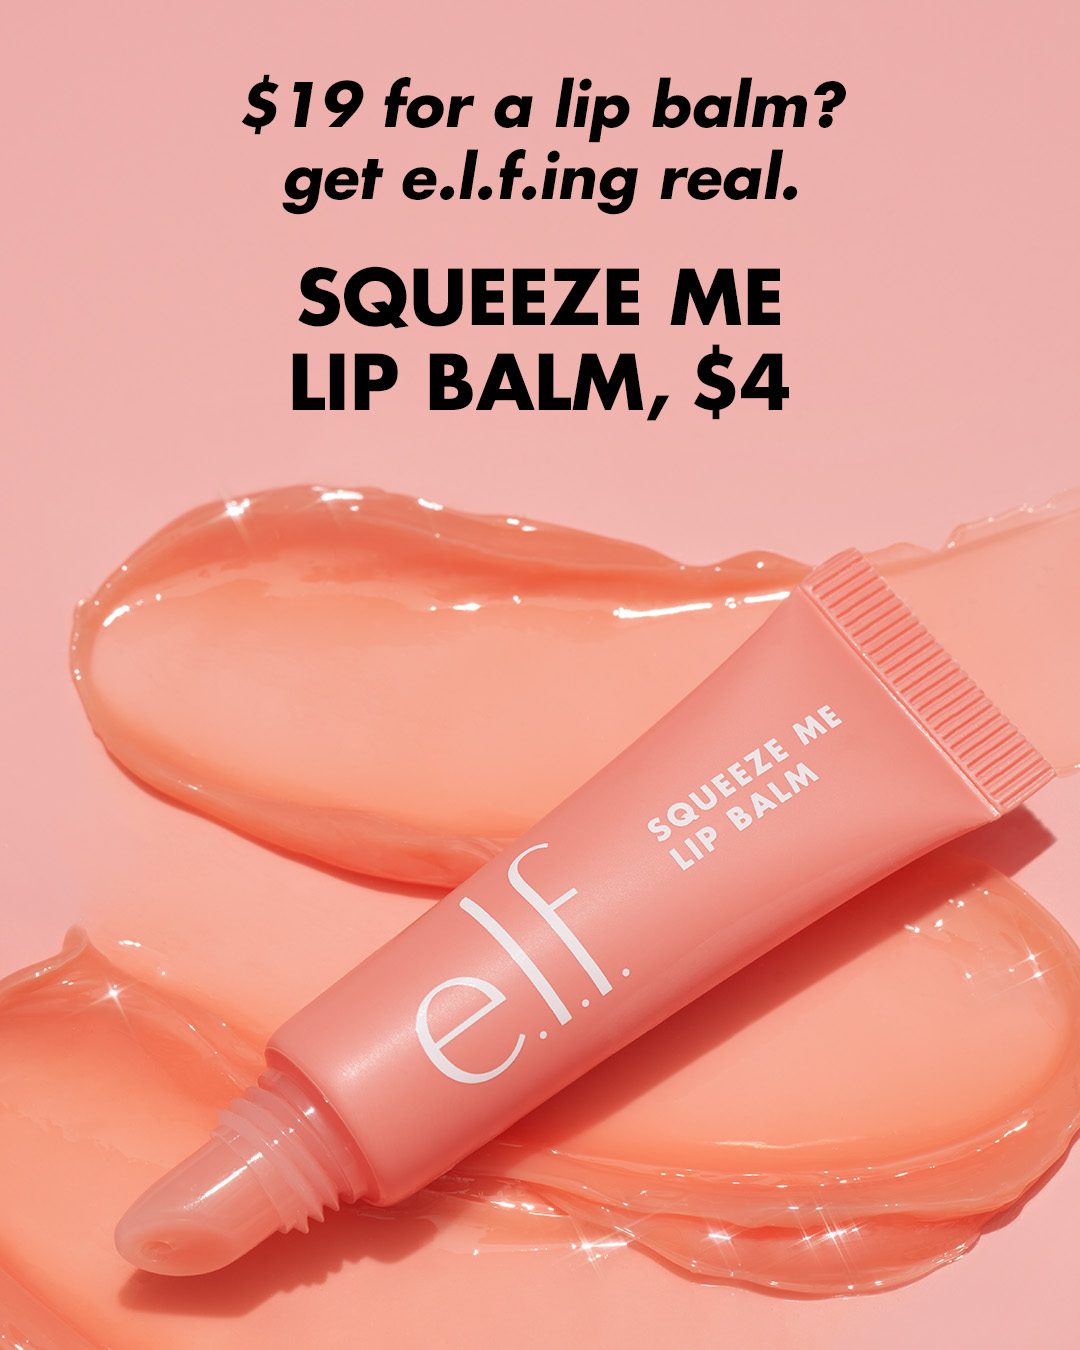 $19 for a lip balm?
get e.l.f.ing real.
SQUEEZE ME
LIP BALM, $4
SQUEEZE ME
LIP BALM
e.l.f.